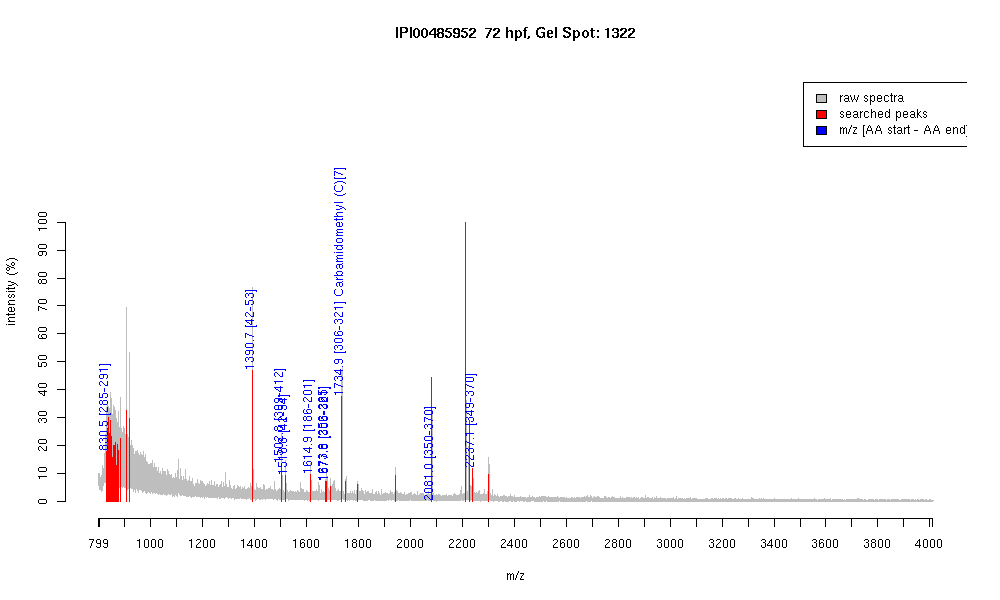 IPI00485952 72 hpf, Gel Spot: 1322
raw spectra
searched peaks
m/z [AA start - AA end]
intensity (%)
100
90
80
70
60
50
40
30
20
10
0
830.5 [285-291]
1390.7 [42-53]
1614.9 [186-201]
1734.9 [306-321] Carbamidomethyl (C)[7]
2081.0 [350-370]
2237.1 [349-370]
799 1000 1200 1400 1600 1800 2000 2200 2400 2600 2800 3000 3200 3400 3600 3800 4000
m/z